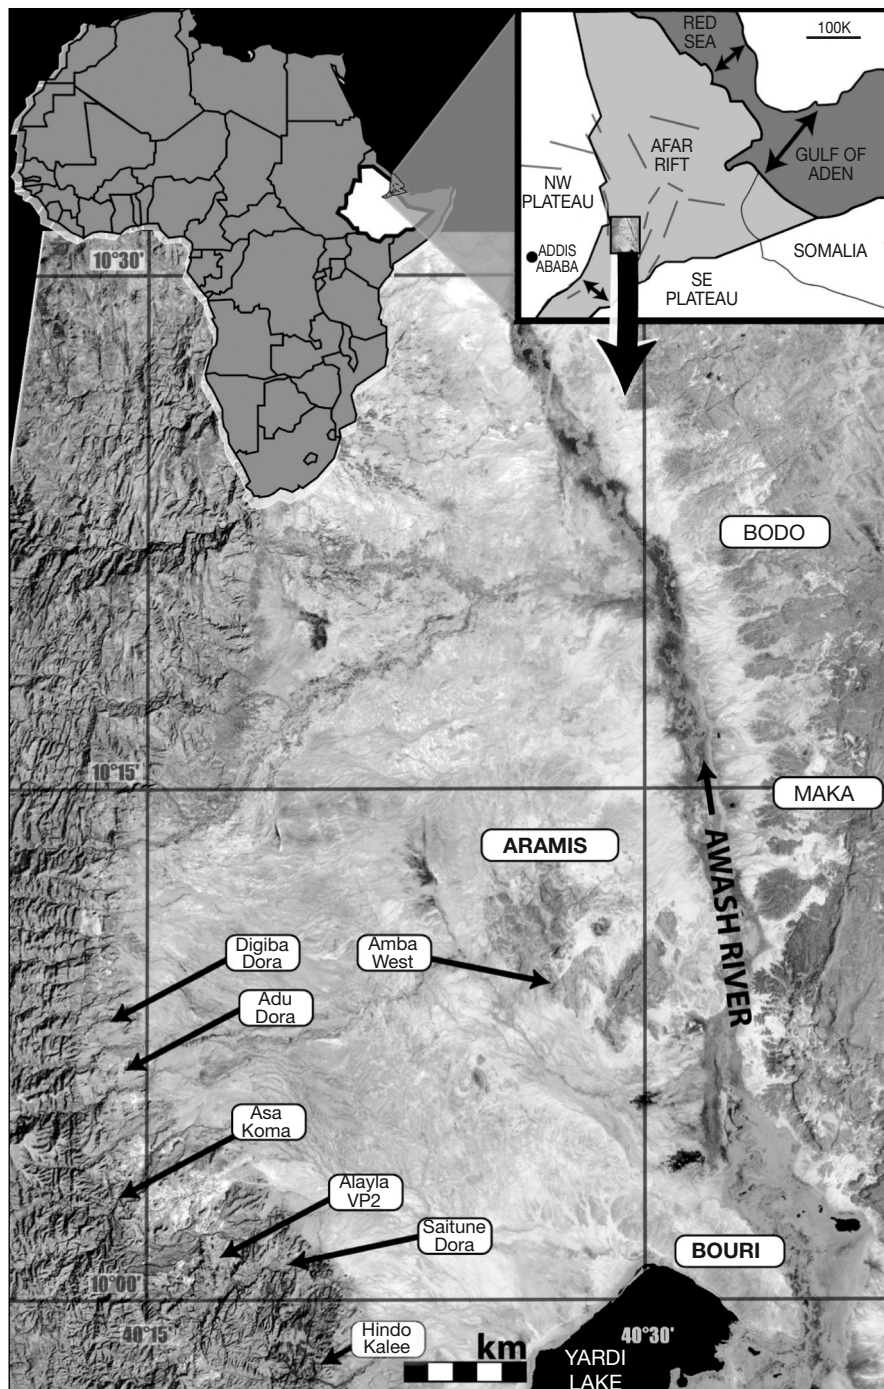 RED
SEA
100K
AFAR
RIFT
GULF OF
ADEN
NW
PLATEAU
ADDIS
ABABA
SOMALIA
SE
PLATEAU
10°30'
BODO
10°15'
MAKA
ARAMIS
AWASH RIVER
Digiba
Dora
Amba
West
Adu
Dora
Asa
Koma
Alayla
VP2
Saitune
Dora
BOURI
10°00'
40°15'
40°30'
Hindo
Kalee
km
YARDI
LAKE